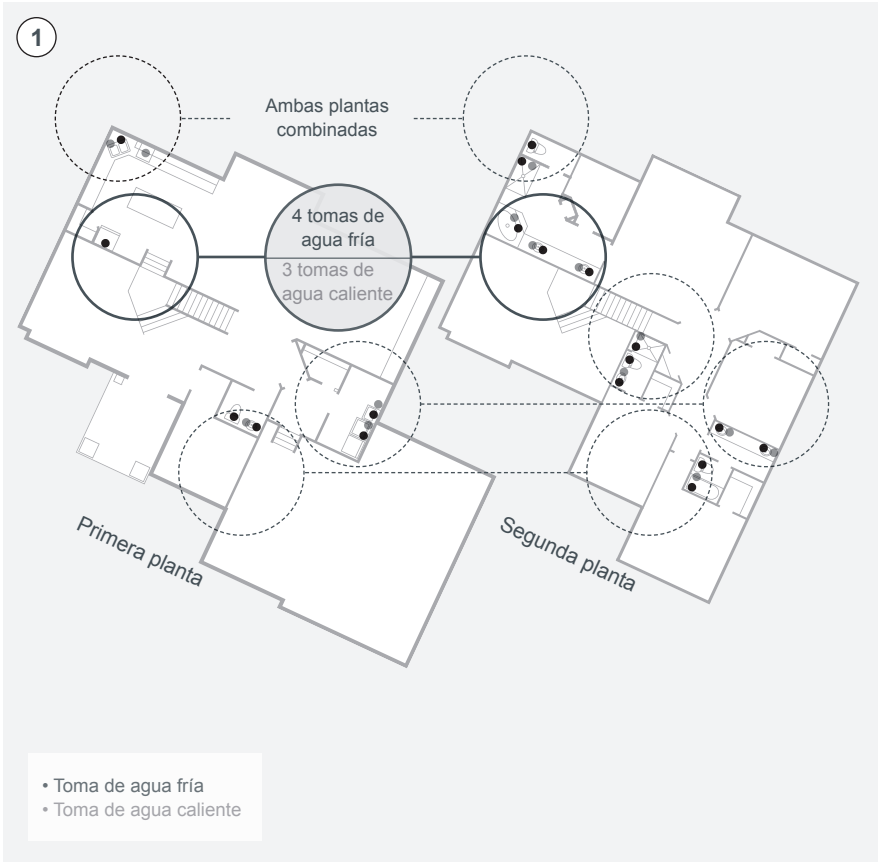 1
Ambas plantas
combinadas
4 tomas de
agua fría
3 tomas de
agua caliente
Primera planta
Segunda planta
• Toma de agua fría
• Toma de agua caliente